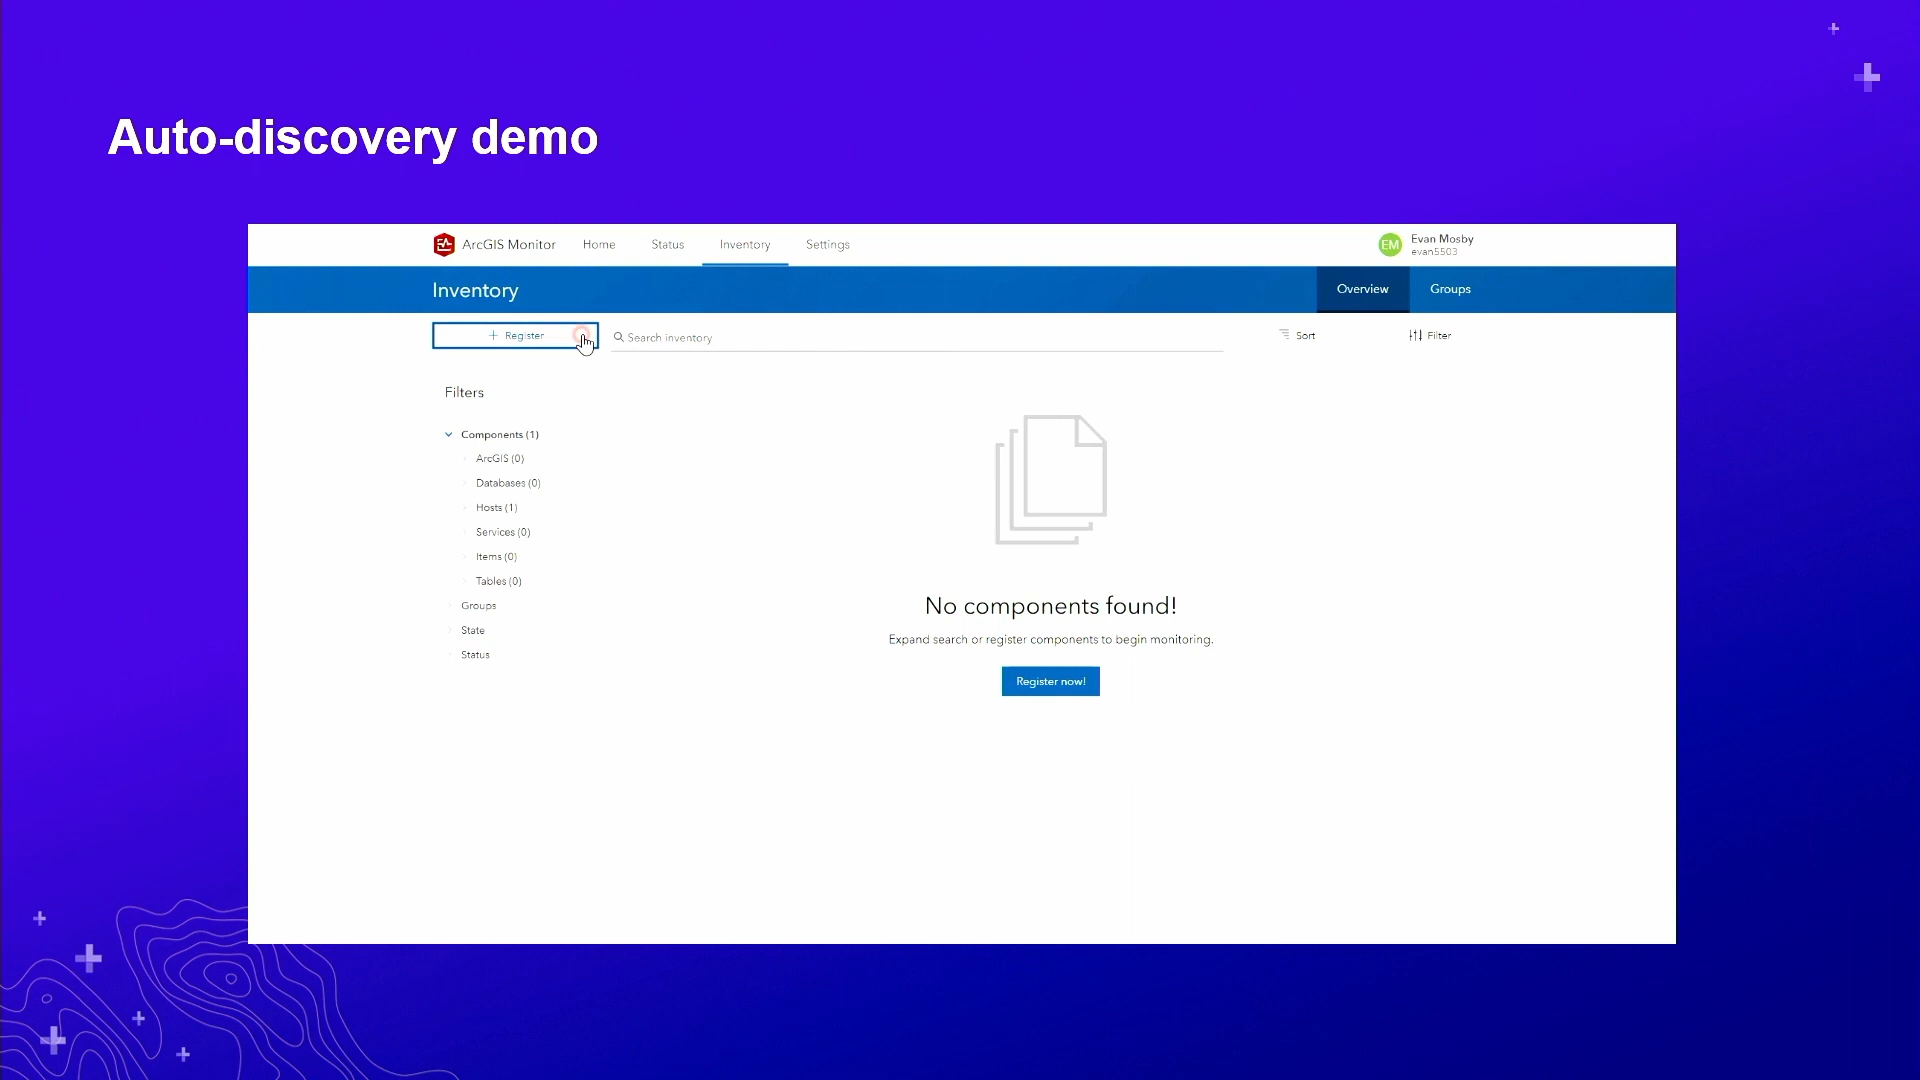 Auto-discovery demo
ArcGIS Monitor Home Status Inventory Settings
EM Evan Mosby
evan5503
Inventory Overview Groups
+ Register Search inventory Sort Filter
Filters
Components (1)
ArcGIS (0)
Databases (0)
Hosts (1)
Services (0)
Items (0)
Tables (0)
Groups
State
Status
No components found!
Expand search or register components to begin monitoring.
Register now!